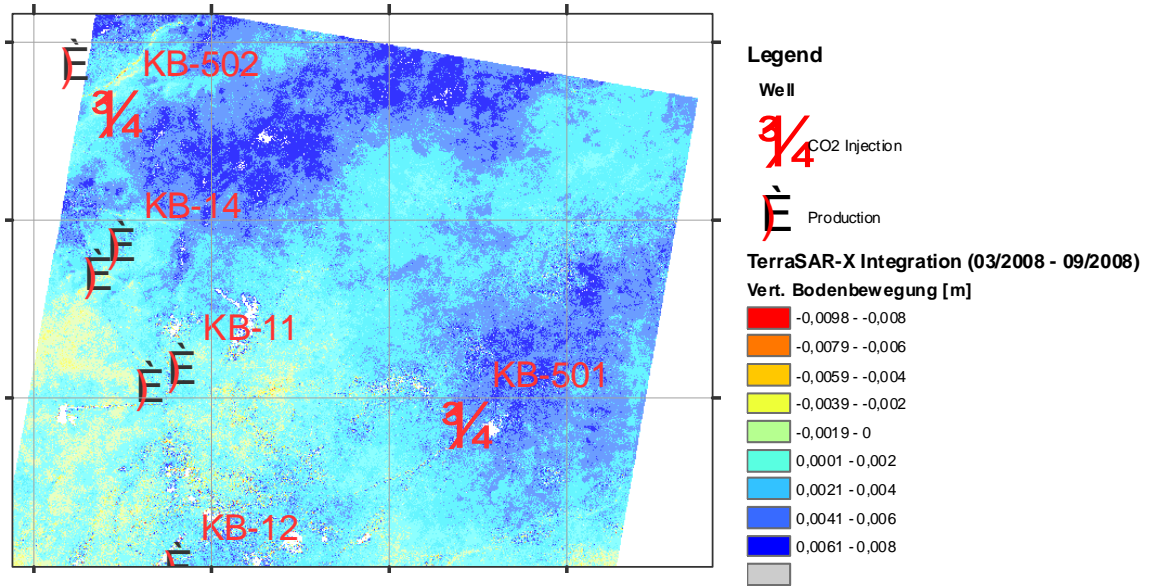 KB-502
KB-14
KB-11
KB-501
KB-12
Legend
Well
¾ CO2 Injection
È Production
TerraSAR-X Integration (03/2008 - 09/2008)
Vert. Bodenbewegung [m]
-0,0098 - -0,008
-0,0079 - -0,006
-0,0059 - -0,004
-0,0039 - -0,002
-0,0019 - 0
0,0001 - 0,002
0,0021 - 0,004
0,0041 - 0,006
0,0061 - 0,008